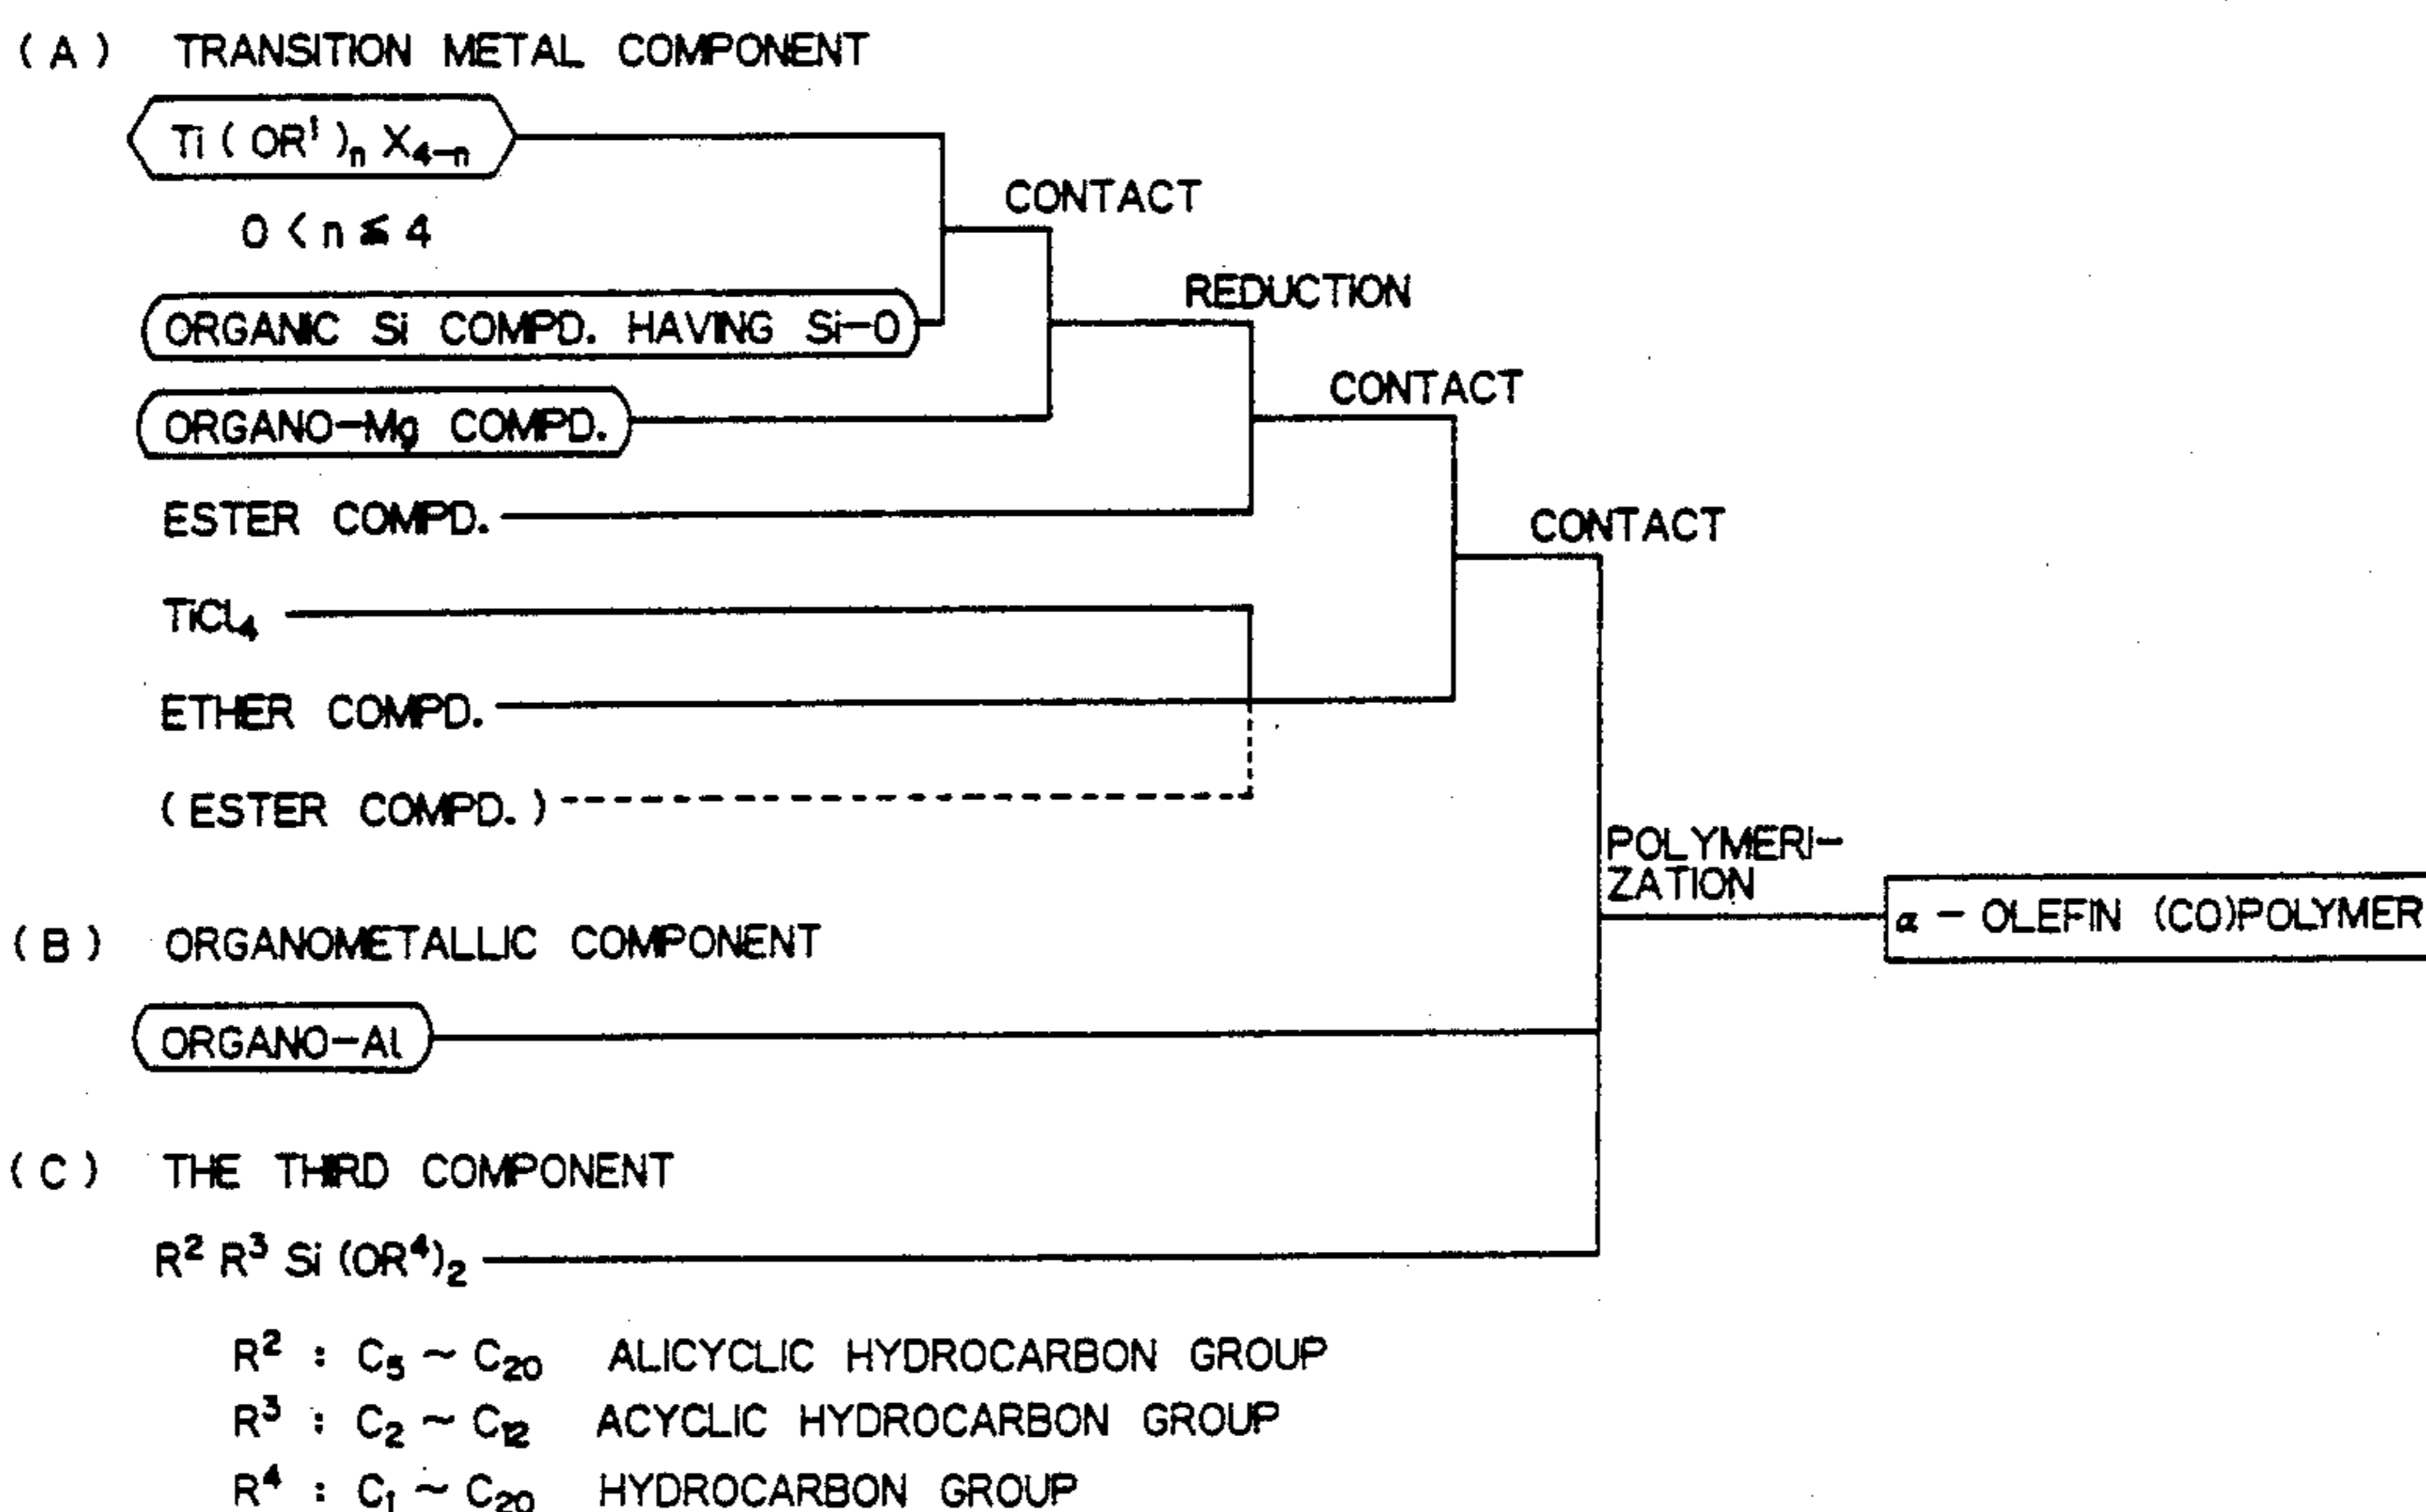 (A) TRANSITION METAL COMPONENT
Ti(OR¹)ₙX₄₋ₙ
CONTACT
0 < n ≦ 4
REDUCTION
ORGANIC Si COMPD. HAVING Si-O
CONTACT
ORGANO-Mg COMPD.
ESTER COMPD.
CONTACT
TiCl₄
ETHER COMPD.
(ESTER COMPD.)
POLYMERI-
ZATION
α - OLEFIN (CO)POLYMER
(B) ORGANOMETALLIC COMPONENT
ORGANO-Al
(C) THE THIRD COMPONENT
R² R³ Si (OR⁴)₂
R² : C₅ ~ C₂₀ ALICYCLIC HYDROCARBON GROUP
R³ : C₂ ~ C₁₂ ACYCLIC HYDROCARBON GROUP
R⁴ : C₁ ~ C₂₀ HYDROCARBON GROUP